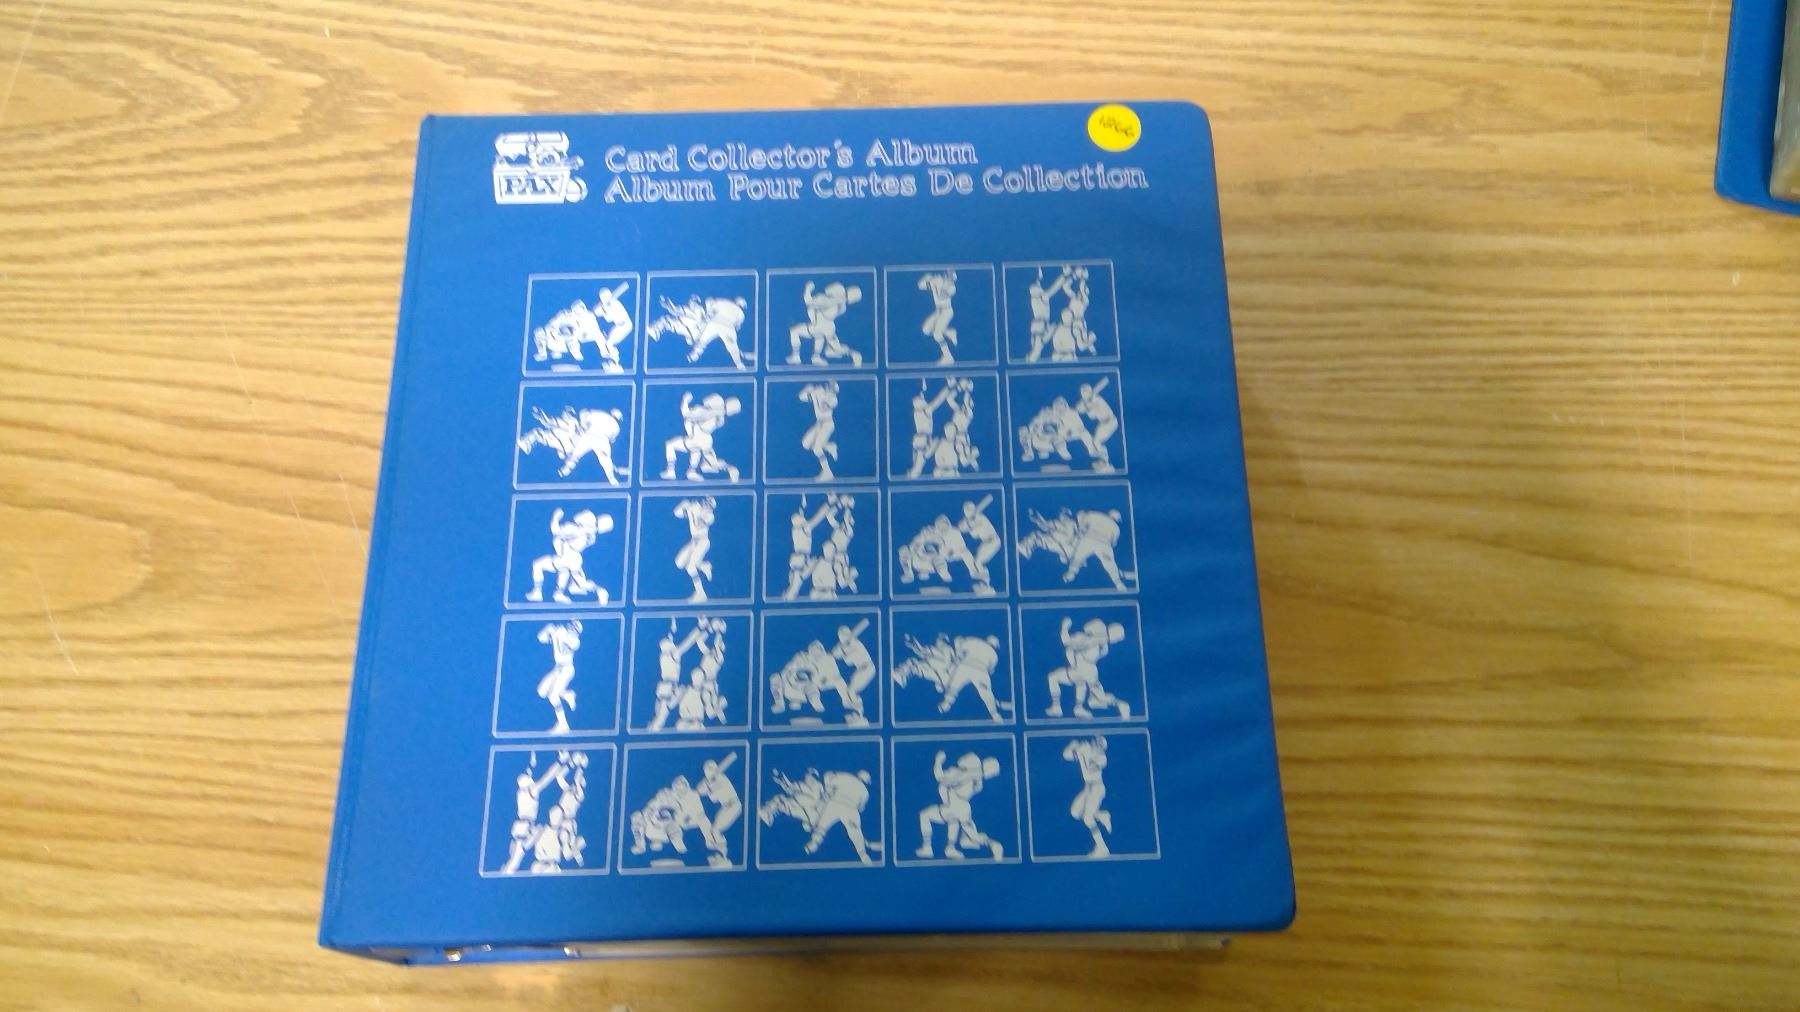 PAX
Card Collector's Album
Album Pour Cartes De Collection